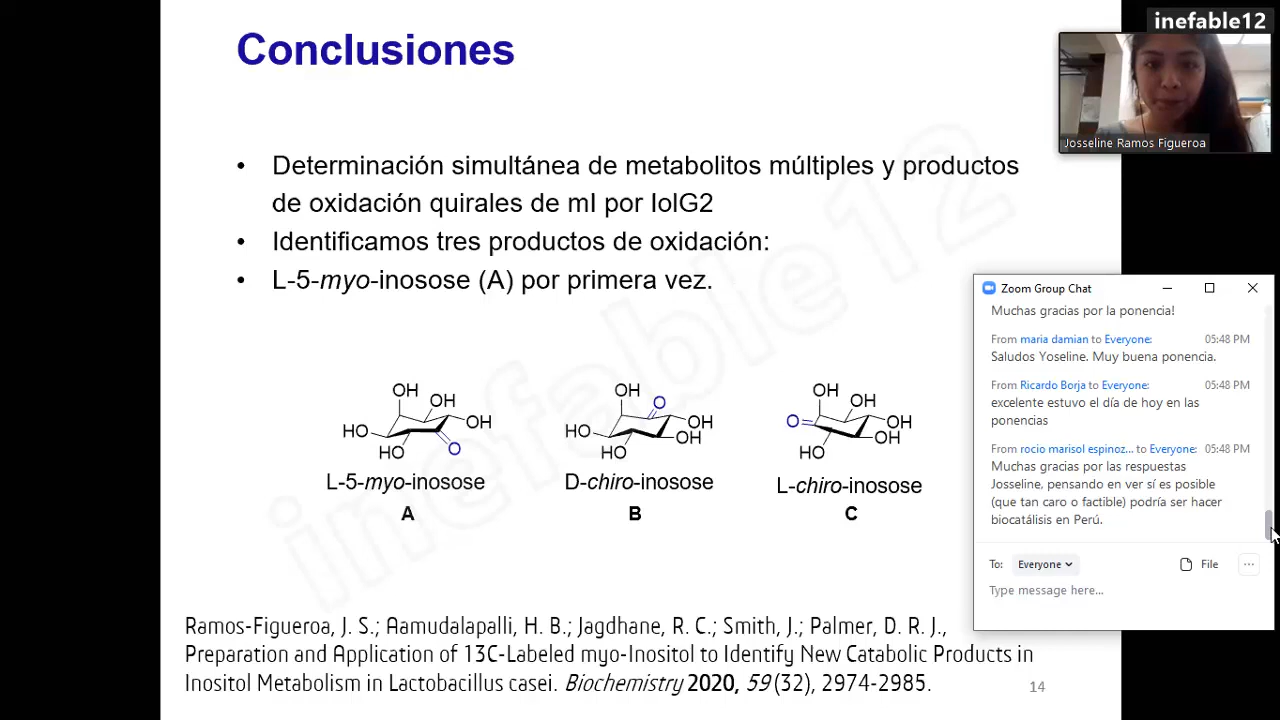 Conclusiones
inefable12
Josseline Ramos Figueroa
• Determinación simultánea de metabolitos múltiples y productos
de oxidación quirales de mI por IolG2
• Identificamos tres productos de oxidación:
• L-5-myo-inosose (A) por primera vez.
inefable12
OH
OH
OH
HO
HO
O
L-5-myo-inosose
A
OH
O
OH
HO
OH
HO
D-chiro-inosose
B
OH
OH
O
OH
OH
HO
L-chiro-inosose
C
Ramos-Figueroa, J. S.; Aamudalapalli, H. B.; Jagdhane, R. C.; Smith, J.; Palmer, D. R. J.,
Preparation and Application of 13C-Labeled myo-Inositol to Identify New Catabolic Products in
Inositol Metabolism in Lactobacillus casei. Biochemistry 2020, 59 (32), 2974-2985.
14
Zoom Group Chat
Muchas gracias por la ponencia!
From maria damian to Everyone: 05:48 PM
Saludos Yoseline. Muy buena ponencia.
From Ricardo Borja to Everyone: 05:48 PM
excelente estuvo el día de hoy en las
ponencias
From rocio marisol espinoz... to Everyone: 05:48 PM
Muchas gracias por las respuestas
Josseline, pensando en ver sí es posible
(que tan caro o factible) podría ser hacer
biocatálisis en Perú.
To: Everyone File ...
Type message here...